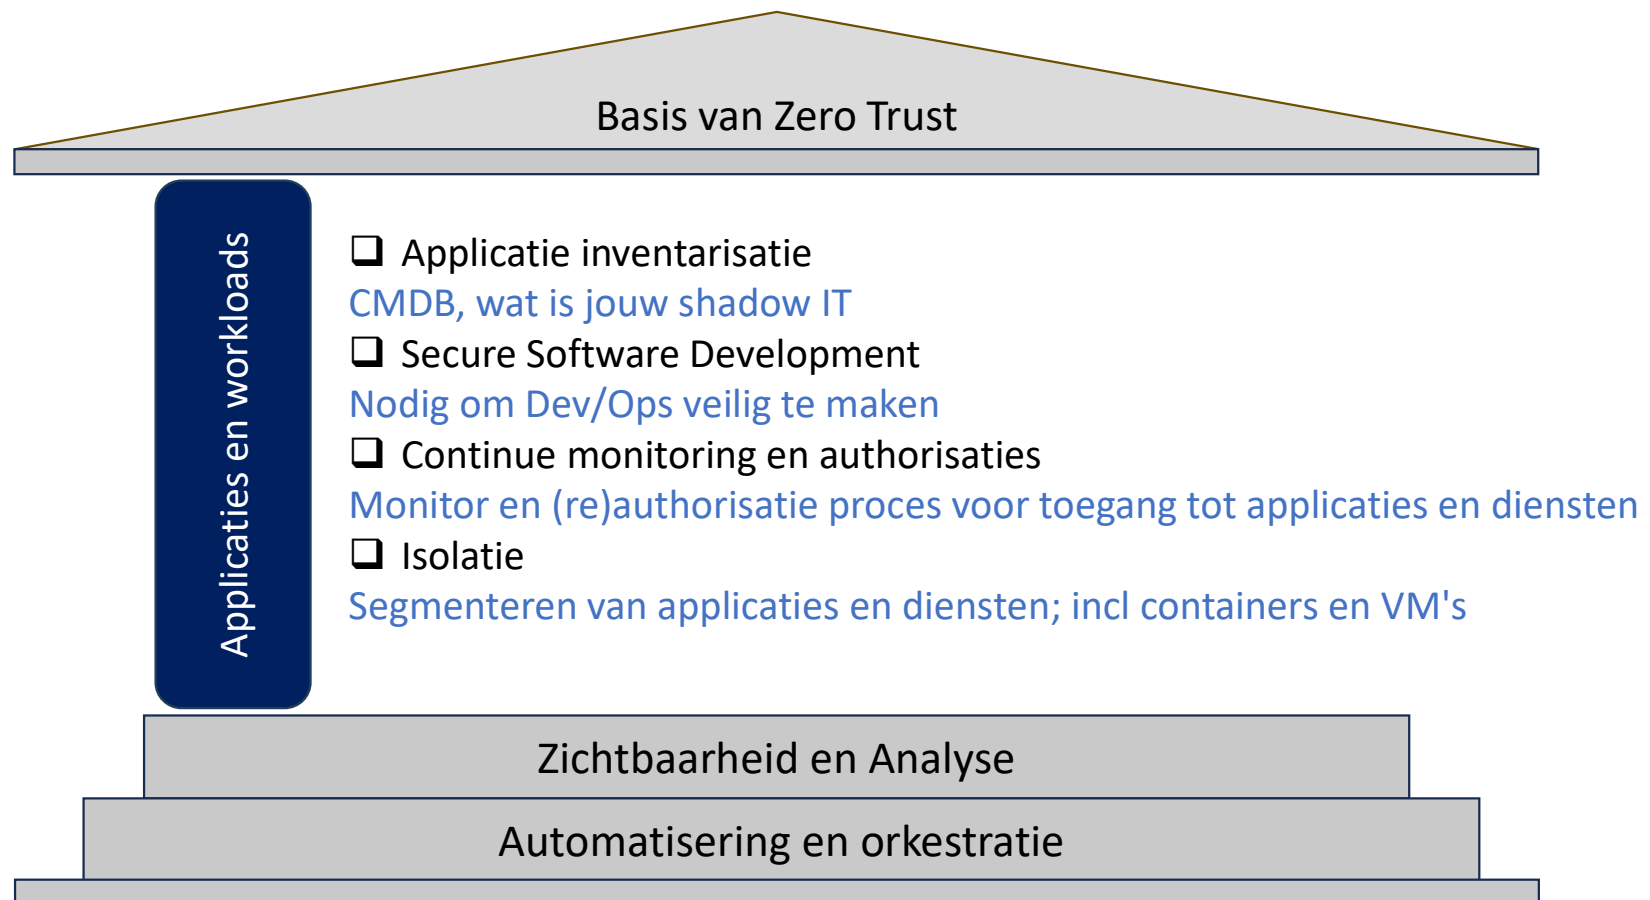 Basis van Zero Trust
Applicaties en workloads
❑ Applicatie inventarisatie
CMDB, wat is jouw shadow IT
❑ Secure Software Development
Nodig om Dev/Ops veilig te maken
❑ Continue monitoring en authorisaties
Monitor en (re)authorisatie proces voor toegang tot applicaties en diensten
❑ Isolatie
Segmenteren van applicaties en diensten; incl containers en VM's
Zichtbaarheid en Analyse
Automatisering en orkestratie